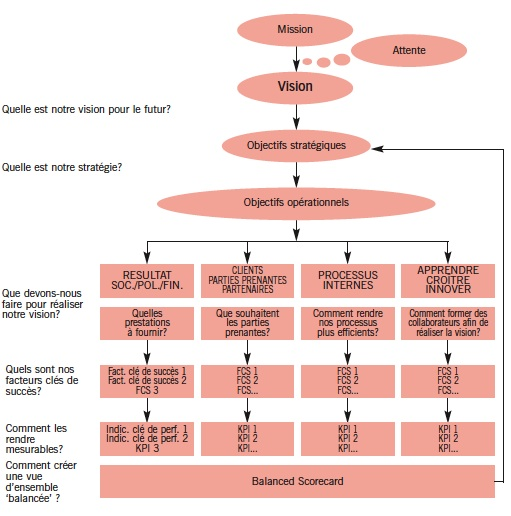 Mission
Attente
Vision
Quelle est notre vision pour le futur?
Objectifs stratégiques
Quelle est notre stratégie?
Objectifs opérationnels
RESULTAT
SOC./POL./FIN.
CLIENTS
PARTIES PRENANTES
PARTENAIRES
PROCESSUS
INTERNES
APPRENDRE
CROITRE
INNOVER
Que devons-nous
faire pour réaliser
notre vision?
Quelles
prestations
à fournir?
Que souhaitent
les parties
prenantes?
Comment rendre
nos processus
plus efficients?
Comment former des
collaborateurs afin de
réaliser la vision?
Quels sont nos
facteurs clés de
succès?
Fact. clé de succès 1
Fact. clé de succès 2
FCS 3
FCS 1
FCS 2
FCS...
FCS 1
FCS 2
FCS...
FCS 1
FCS 2
FCS...
Comment les
rendre
mesurables?
Indic. clé de perf. 1
Indic. clé de perf. 2
KPI 3
KPI 1
KPI 2
KPI...
KPI 1
KPI 2
KPI...
KPI 1
KPI 2
KPI...
Comment créer
une vue
d'ensemble
'balancée' ?
Balanced Scorecard